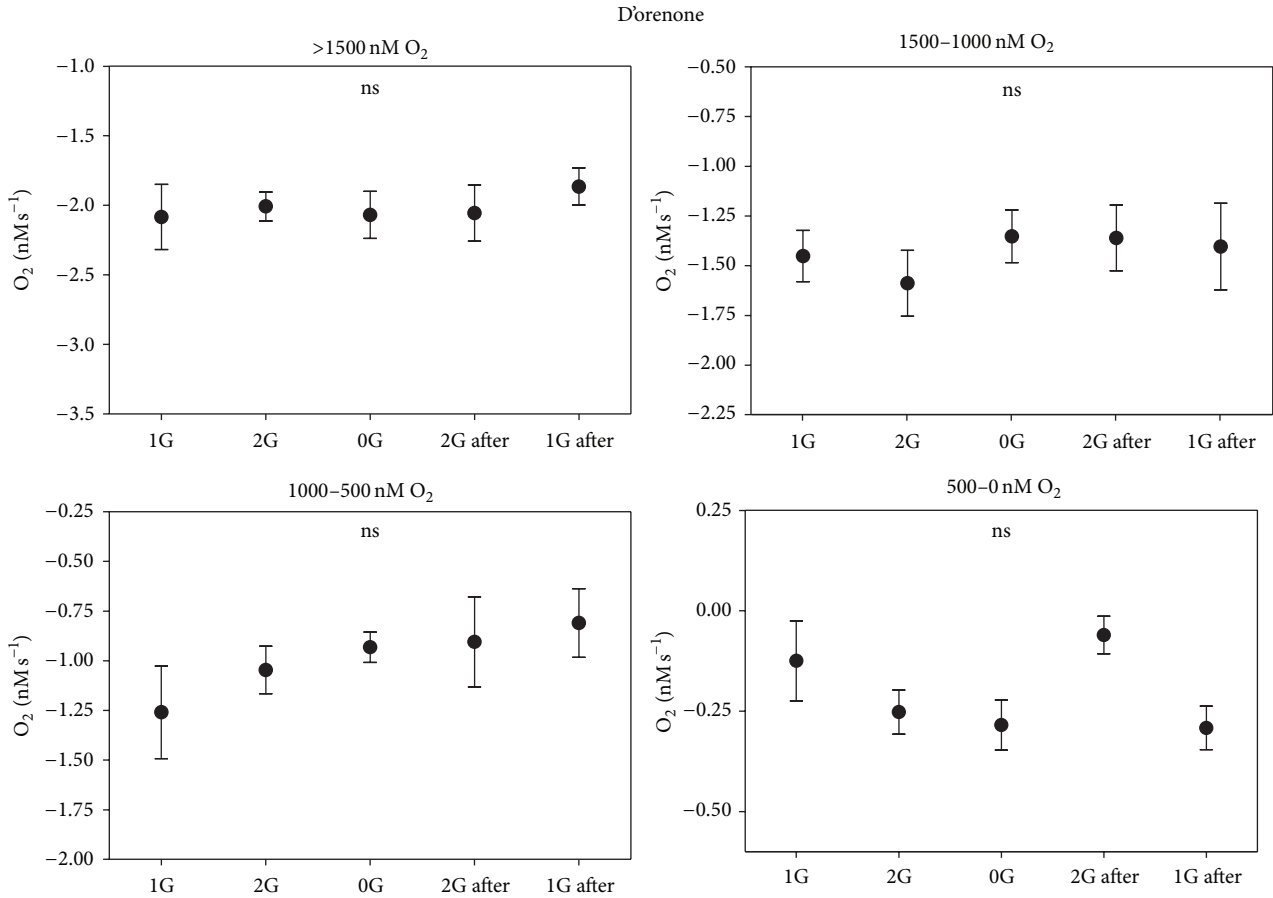 D'orenone
>1500 nM O₂
ns
−1.0
−1.5
−2.0
−2.5
−3.0
−3.5
O₂ (nM s⁻¹)
1G 2G 0G 2G after 1G after
1500–1000 nM O₂
ns
−0.50
−0.75
−1.00
−1.25
−1.50
−1.75
−2.00
−2.25
O₂ (nM s⁻¹)
1G 2G 0G 2G after 1G after
1000–500 nM O₂
ns
−0.25
−0.50
−0.75
−1.00
−1.25
−1.50
−1.75
−2.00
O₂ (nM s⁻¹)
1G 2G 0G 2G after 1G after
500–0 nM O₂
ns
0.25
0.00
−0.25
−0.50
O₂ (nM s⁻¹)
1G 2G 0G 2G after 1G after